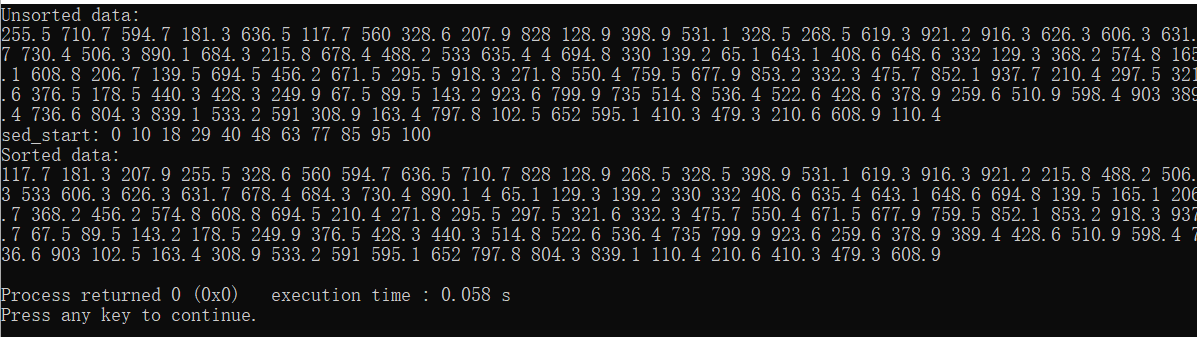 Unsorted data:
255.5 710.7 594.7 181.3 636.5 117.7 560 328.6 207.9 828 128.9 398.9 531.1 328.5 268.5 619.3 921.2 916.3 626.3 606.3 631.
7 730.4 506.3 890.1 684.3 215.8 678.4 488.2 533 635.4 4 694.8 330 139.2 65.1 643.1 408.6 648.6 332 129.3 368.2 574.8 165
.1 608.8 206.7 139.5 694.5 456.2 671.5 295.5 918.3 271.8 550.4 759.5 677.9 853.2 332.3 475.7 852.1 937.7 210.4 297.5 321
.6 376.5 178.5 440.3 428.3 249.9 67.5 89.5 143.2 923.6 799.9 735 514.8 536.4 522.6 428.6 378.9 259.6 510.9 598.4 903 389
.4 736.6 804.3 839.1 533.2 591 308.9 163.4 797.8 102.5 652 595.1 410.3 479.3 210.6 608.9 110.4
sed_start: 0 10 18 29 40 48 63 77 85 95 100
Sorted data:
117.7 181.3 207.9 255.5 328.6 560 594.7 636.5 710.7 828 128.9 268.5 328.5 398.9 531.1 619.3 916.3 921.2 215.8 488.2 506.
3 533 606.3 626.3 631.7 678.4 684.3 730.4 890.1 4 65.1 129.3 139.2 330 332 408.6 635.4 643.1 648.6 694.8 139.5 165.1 206
.7 368.2 456.2 574.8 608.8 694.5 210.4 271.8 295.5 297.5 321.6 332.3 475.7 550.4 671.5 677.9 759.5 852.1 853.2 918.3 937
.7 67.5 89.5 143.2 178.5 249.9 376.5 428.3 440.3 514.8 522.6 536.4 735 799.9 923.6 259.6 378.9 389.4 428.6 510.9 598.4 7
36.6 903 102.5 163.4 308.9 533.2 591 595.1 652 797.8 804.3 839.1 110.4 210.6 410.3 479.3 608.9
Process returned 0 (0x0)   execution time : 0.058 s
Press any key to continue.